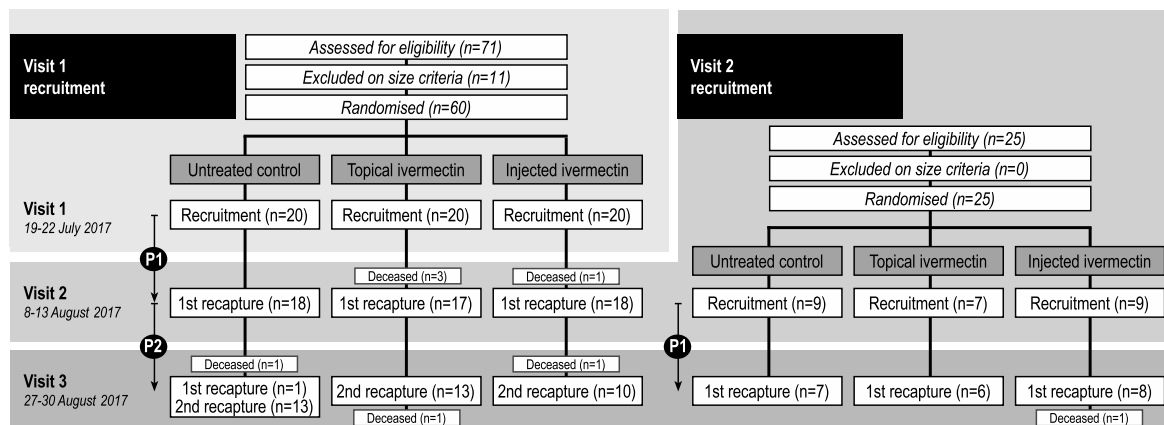 Visit 1
recruitment
Assessed for eligibility (n=71)
Excluded on size criteria (n=11)
Randomised (n=60)
Untreated control
Topical ivermectin
Injected ivermectin
Visit 1
19-22 July 2017
Recruitment (n=20)
Recruitment (n=20)
Recruitment (n=20)
P1
Deceased (n=3)
Deceased (n=1)
Visit 2
8-13 August 2017
1st recapture (n=18)
1st recapture (n=17)
1st recapture (n=18)
P2
Deceased (n=1)
Deceased (n=1)
Visit 3
27-30 August 2017
1st recapture (n=1)
2nd recapture (n=13)
2nd recapture (n=13)
2nd recapture (n=10)
Deceased (n=1)
Visit 2
recruitment
Assessed for eligibility (n=25)
Excluded on size criteria (n=0)
Randomised (n=25)
Untreated control
Topical ivermectin
Injected ivermectin
Recruitment (n=9)
Recruitment (n=7)
Recruitment (n=9)
P1
1st recapture (n=7)
1st recapture (n=6)
1st recapture (n=8)
Deceased (n=1)